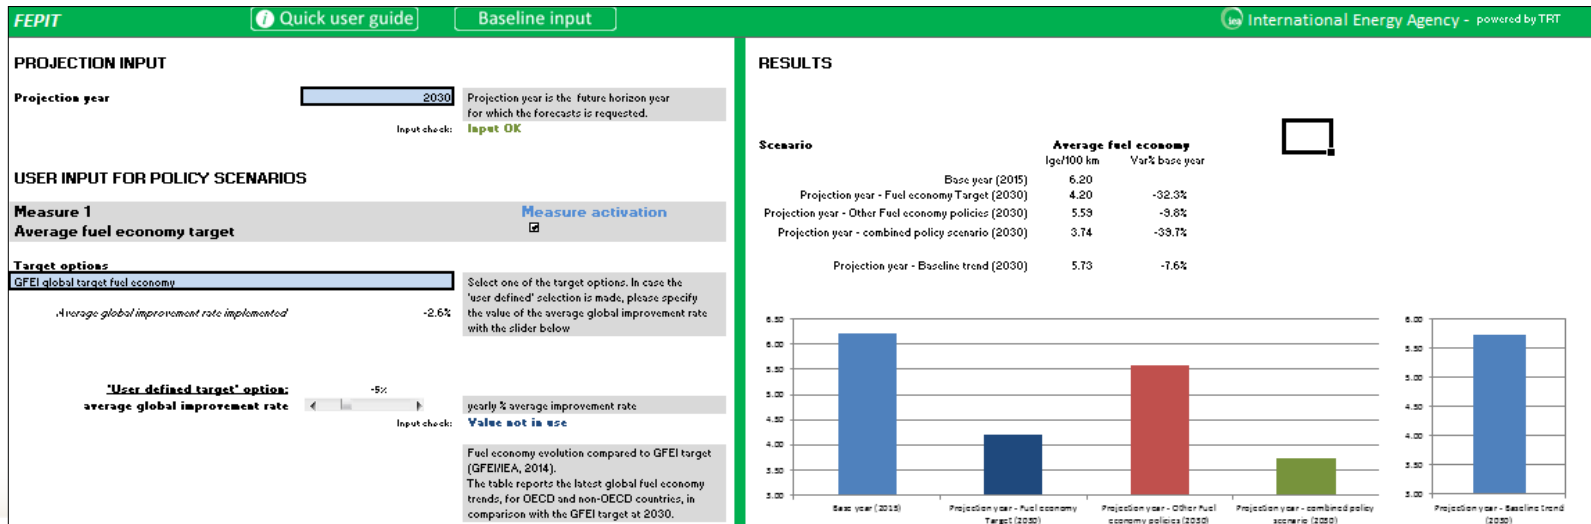 FEPIT
i Quick user guide
Baseline input
iea International Energy Agency - powered by TRT
PROJECTION INPUT
Projection year 2030
Projection year is the future horizon year
for which the forecasts is requested.
Input check: Input OK
USER INPUT FOR POLICY SCENARIOS
Measure 1 Measure activation
Average fuel economy target
Target options
GFEI global target fuel economy
Select one of the target options. In case the
'user defined' selection is made, please specify
Average global improvement rate implemented -2.6% the value of the average global improvement rate
with the slider below
'User defined target' option: -5%
average global improvement rate yearly % average improvement rate
Input check: Value not in use
Fuel economy evolution compared to GFEI target
(GFEI/IEA, 2014).
The table reports the latest global fuel economy
trends, for OECD and non-OECD countries, in
comparison with the GFEI target at 2030.
RESULTS
Scenario Average fuel economy
lge/100 km Var% base year
Base year (2015) 6.20
Projection year - Fuel economy Target (2030) 4.20 -32.3%
Projection year - Other Fuel economy policies (2030) 5.59 -9.8%
Projection year - combined policy scenario (2030) 3.74 -39.7%
Projection year - Baseline trend (2030) 5.73 -7.6%
6.50
6.00
5.50
5.00
4.50
4.00
3.50
3.00
Base year (2015)
Projection year - Fuel economy
Target (2030)
Projection year - Other Fuel
economy policies (2030)
Projection year - combined policy
scenario (2030)
6.00
5.50
5.00
4.50
4.00
3.50
3.00
Projection year - Baseline trend
(2030)